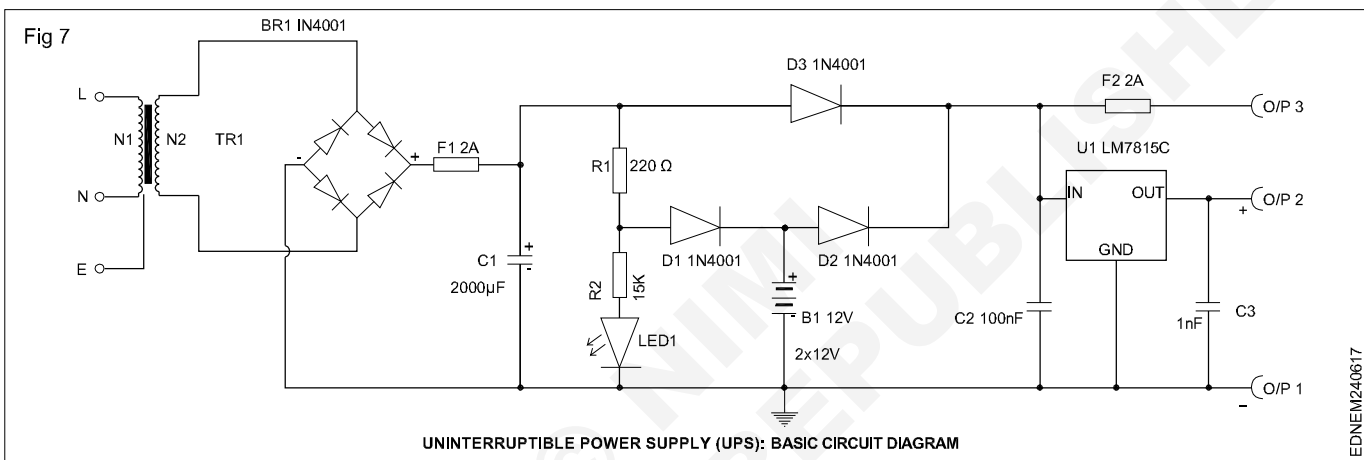 Fig 7
BR1 IN4001
D3 1N4001
F2 2A
O/P 3
L
N1
N2
TR1
-
+
F1 2A
R1
220 Ω
U1 LM7815C
IN
OUT
GND
+
O/P 2
N
E
C1
+
-
2000µF
D1 1N4001
D2 1N4001
R2
15K
LED1
+
-
B1 12V
2x12V
C2 100nF
1nF
C3
-
O/P 1
UNINTERRUPTIBLE POWER SUPPLY (UPS): BASIC CIRCUIT DIAGRAM
EDNEM240617
© NIMI
REPUBLISHE